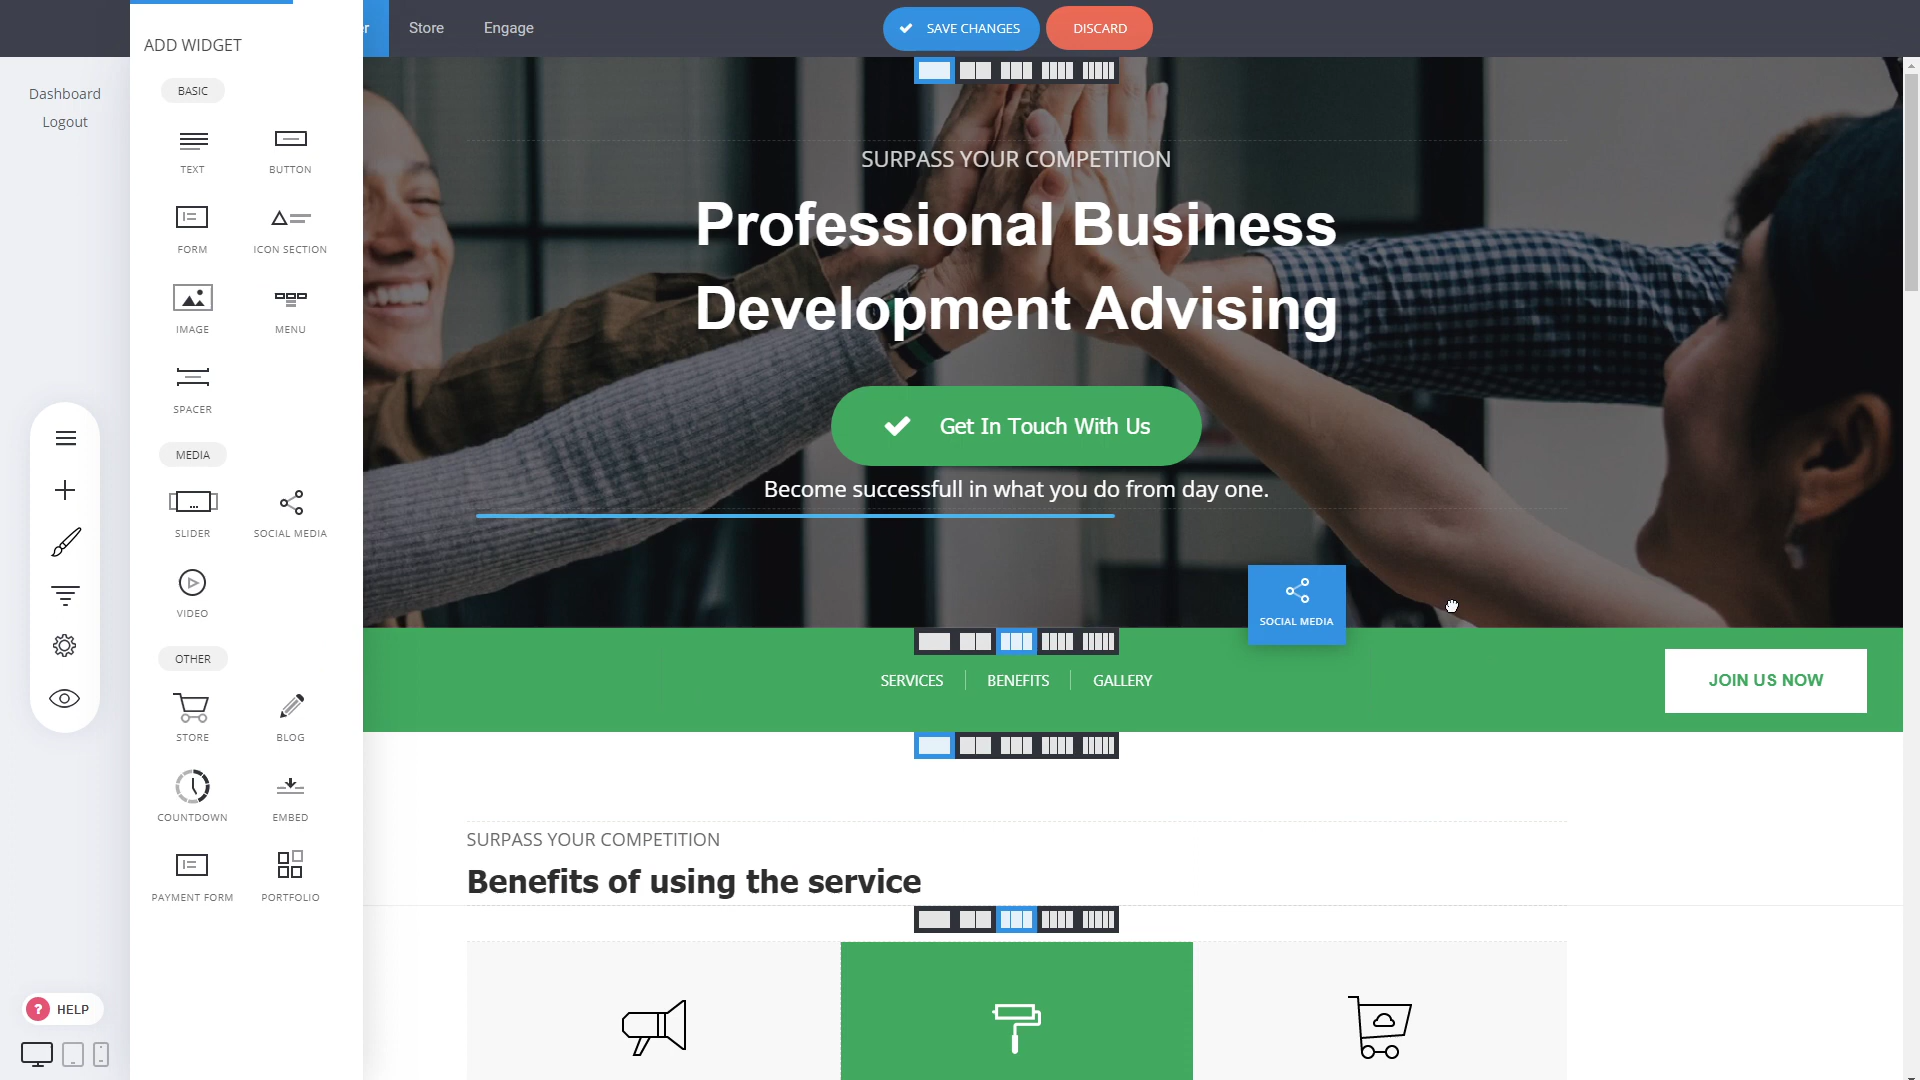 ADD WIDGET
r
Store
Engage
SAVE CHANGES
DISCARD
Dashboard
Logout
BASIC
TEXT
BUTTON
FORM
ICON SECTION
IMAGE
MENU
SPACER
MEDIA
SLIDER
SOCIAL MEDIA
VIDEO
OTHER
STORE
BLOG
COUNTDOWN
EMBED
PAYMENT FORM
PORTFOLIO
? HELP
SURPASS YOUR COMPETITION
Professional Business
Development Advising
Get In Touch With Us
Become successfull in what you do from day one.
SOCIAL MEDIA
SERVICES
BENEFITS
GALLERY
JOIN US NOW
SURPASS YOUR COMPETITION
Benefits of using the service